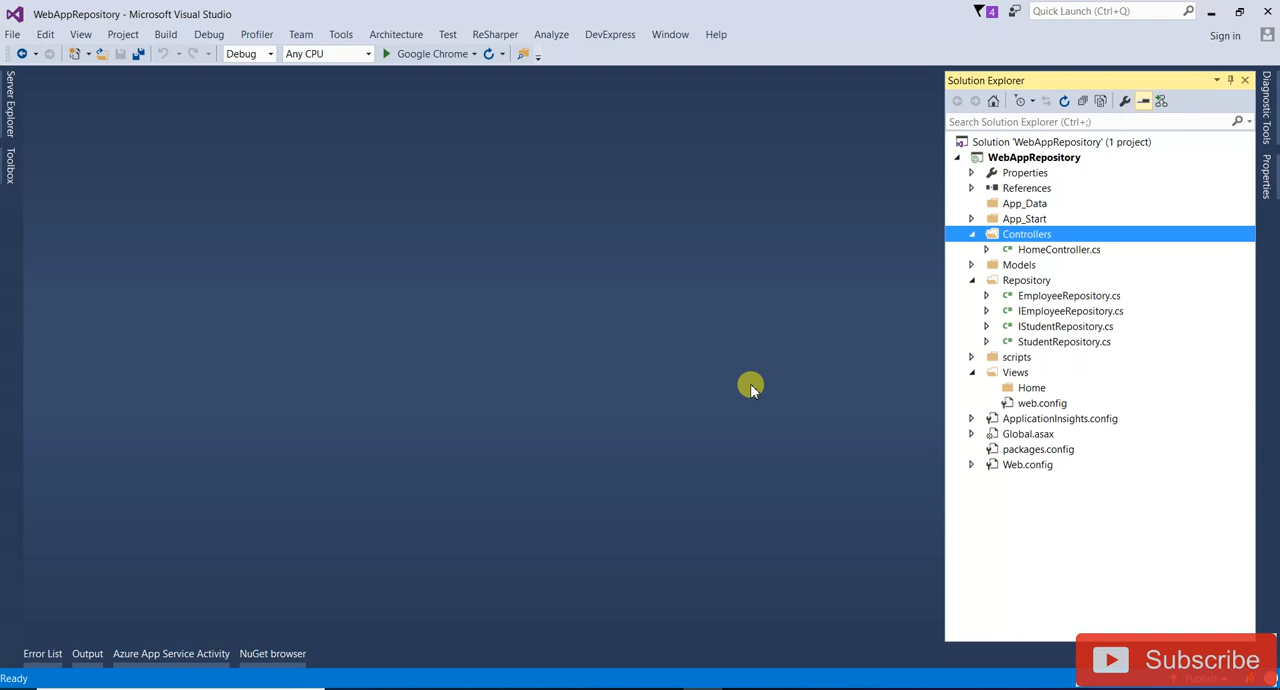 WebAppRepository - Microsoft Visual Studio
4
Quick Launch (Ctrl+Q)
File Edit View Project Build Debug Profiler Team Tools Architecture Test ReSharper Analyze DevExpress Window Help
Sign in
Debug Any CPU Google Chrome
Server Explorer
Toolbox
Solution Explorer
Search Solution Explorer (Ctrl+;)
Solution 'WebAppRepository' (1 project)
WebAppRepository
Properties
References
App_Data
App_Start
Controllers
HomeController.cs
Models
Repository
EmployeeRepository.cs
IEmployeeRepository.cs
IStudentRepository.cs
StudentRepository.cs
scripts
Views
Home
web.config
ApplicationInsights.config
Global.asax
packages.config
Web.config
Diagnostic Tools
Properties
Error List Output Azure App Service Activity NuGet browser
Subscribe
Ready
Publish